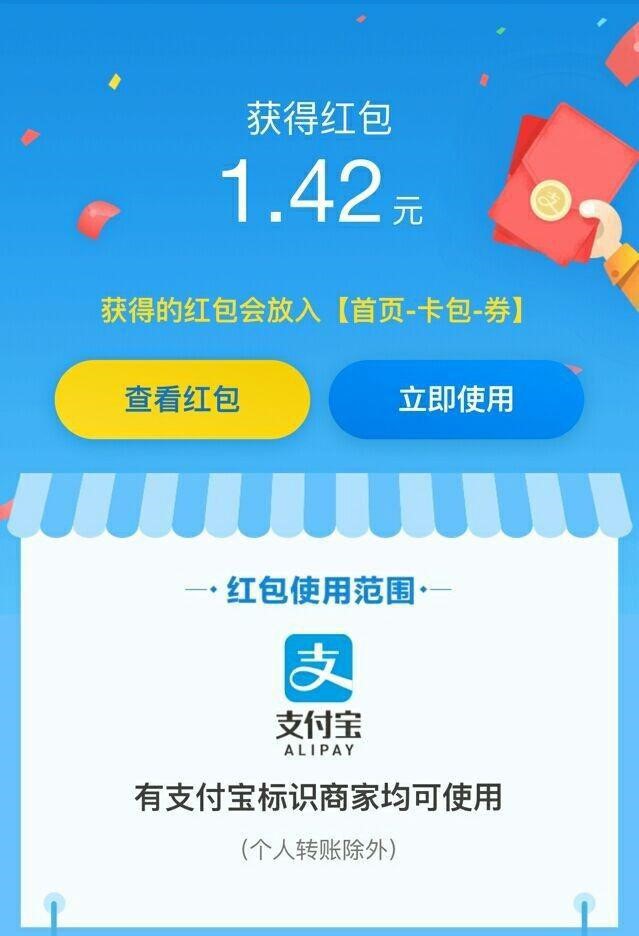 获得红包
1.42元
获得的红包会放入【首页-卡包-券】
查看红包
立即使用
红包使用范围
支
支付宝
ALIPAY
有支付宝标识商家均可使用
（个人转账除外）